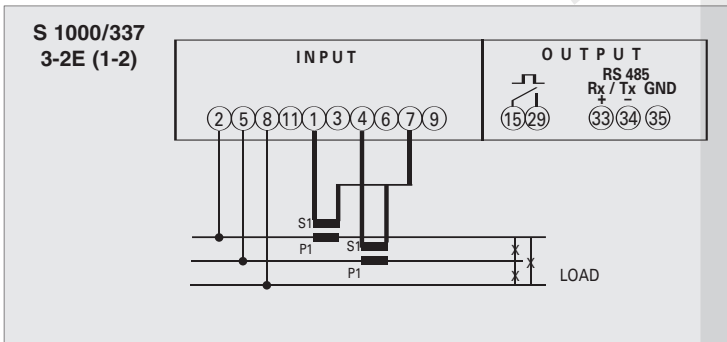 S 1000/337
3-2E (1-2)
INPUT
OUTPUT
RS 485
Rx / Tx GND
+ –
2 5 8 11 1 3 4 6 7 9
15 29 33 34 35
S1
P1
S1
P1
LOAD